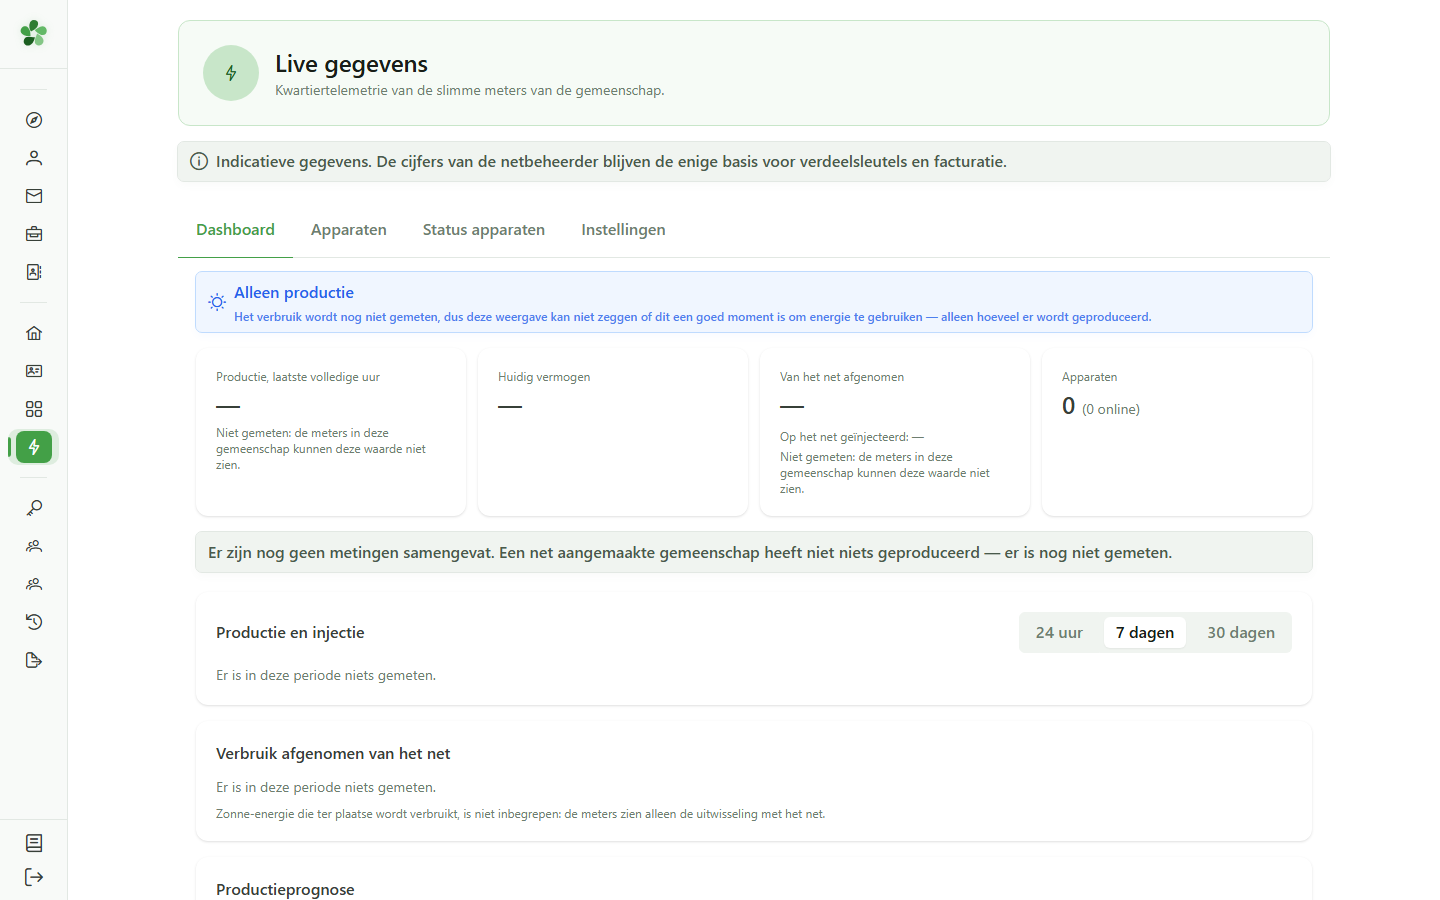 Live gegevens
Kwartiertelemetrie van de slimme meters van de gemeenschap.
Indicatieve gegevens. De cijfers van de netbeheerder blijven de enige basis voor verdeelsleutels en facturatie.
Dashboard
Apparaten
Status apparaten
Instellingen
Alleen productie
Het verbruik wordt nog niet gemeten, dus deze weergave kan niet zeggen of dit een goed moment is om energie te gebruiken — alleen hoeveel er wordt geproduceerd.
Productie, laatste volledige uur
—
Niet gemeten: de meters in deze
gemeenschap kunnen deze waarde niet
zien.
Huidig vermogen
—
Van het net afgenomen
—
Op het net geïnjecteerd: —
Niet gemeten: de meters in deze
gemeenschap kunnen deze waarde niet
zien.
Apparaten
0 (0 online)
Er zijn nog geen metingen samengevat. Een net aangemaakte gemeenschap heeft niet niets geproduceerd — er is nog niet gemeten.
Productie en injectie
24 uur
7 dagen
30 dagen
Er is in deze periode niets gemeten.
Verbruik afgenomen van het net
Er is in deze periode niets gemeten.
Zonne-energie die ter plaatse wordt verbruikt, is niet inbegrepen: de meters zien alleen de uitwisseling met het net.
Productieprognose